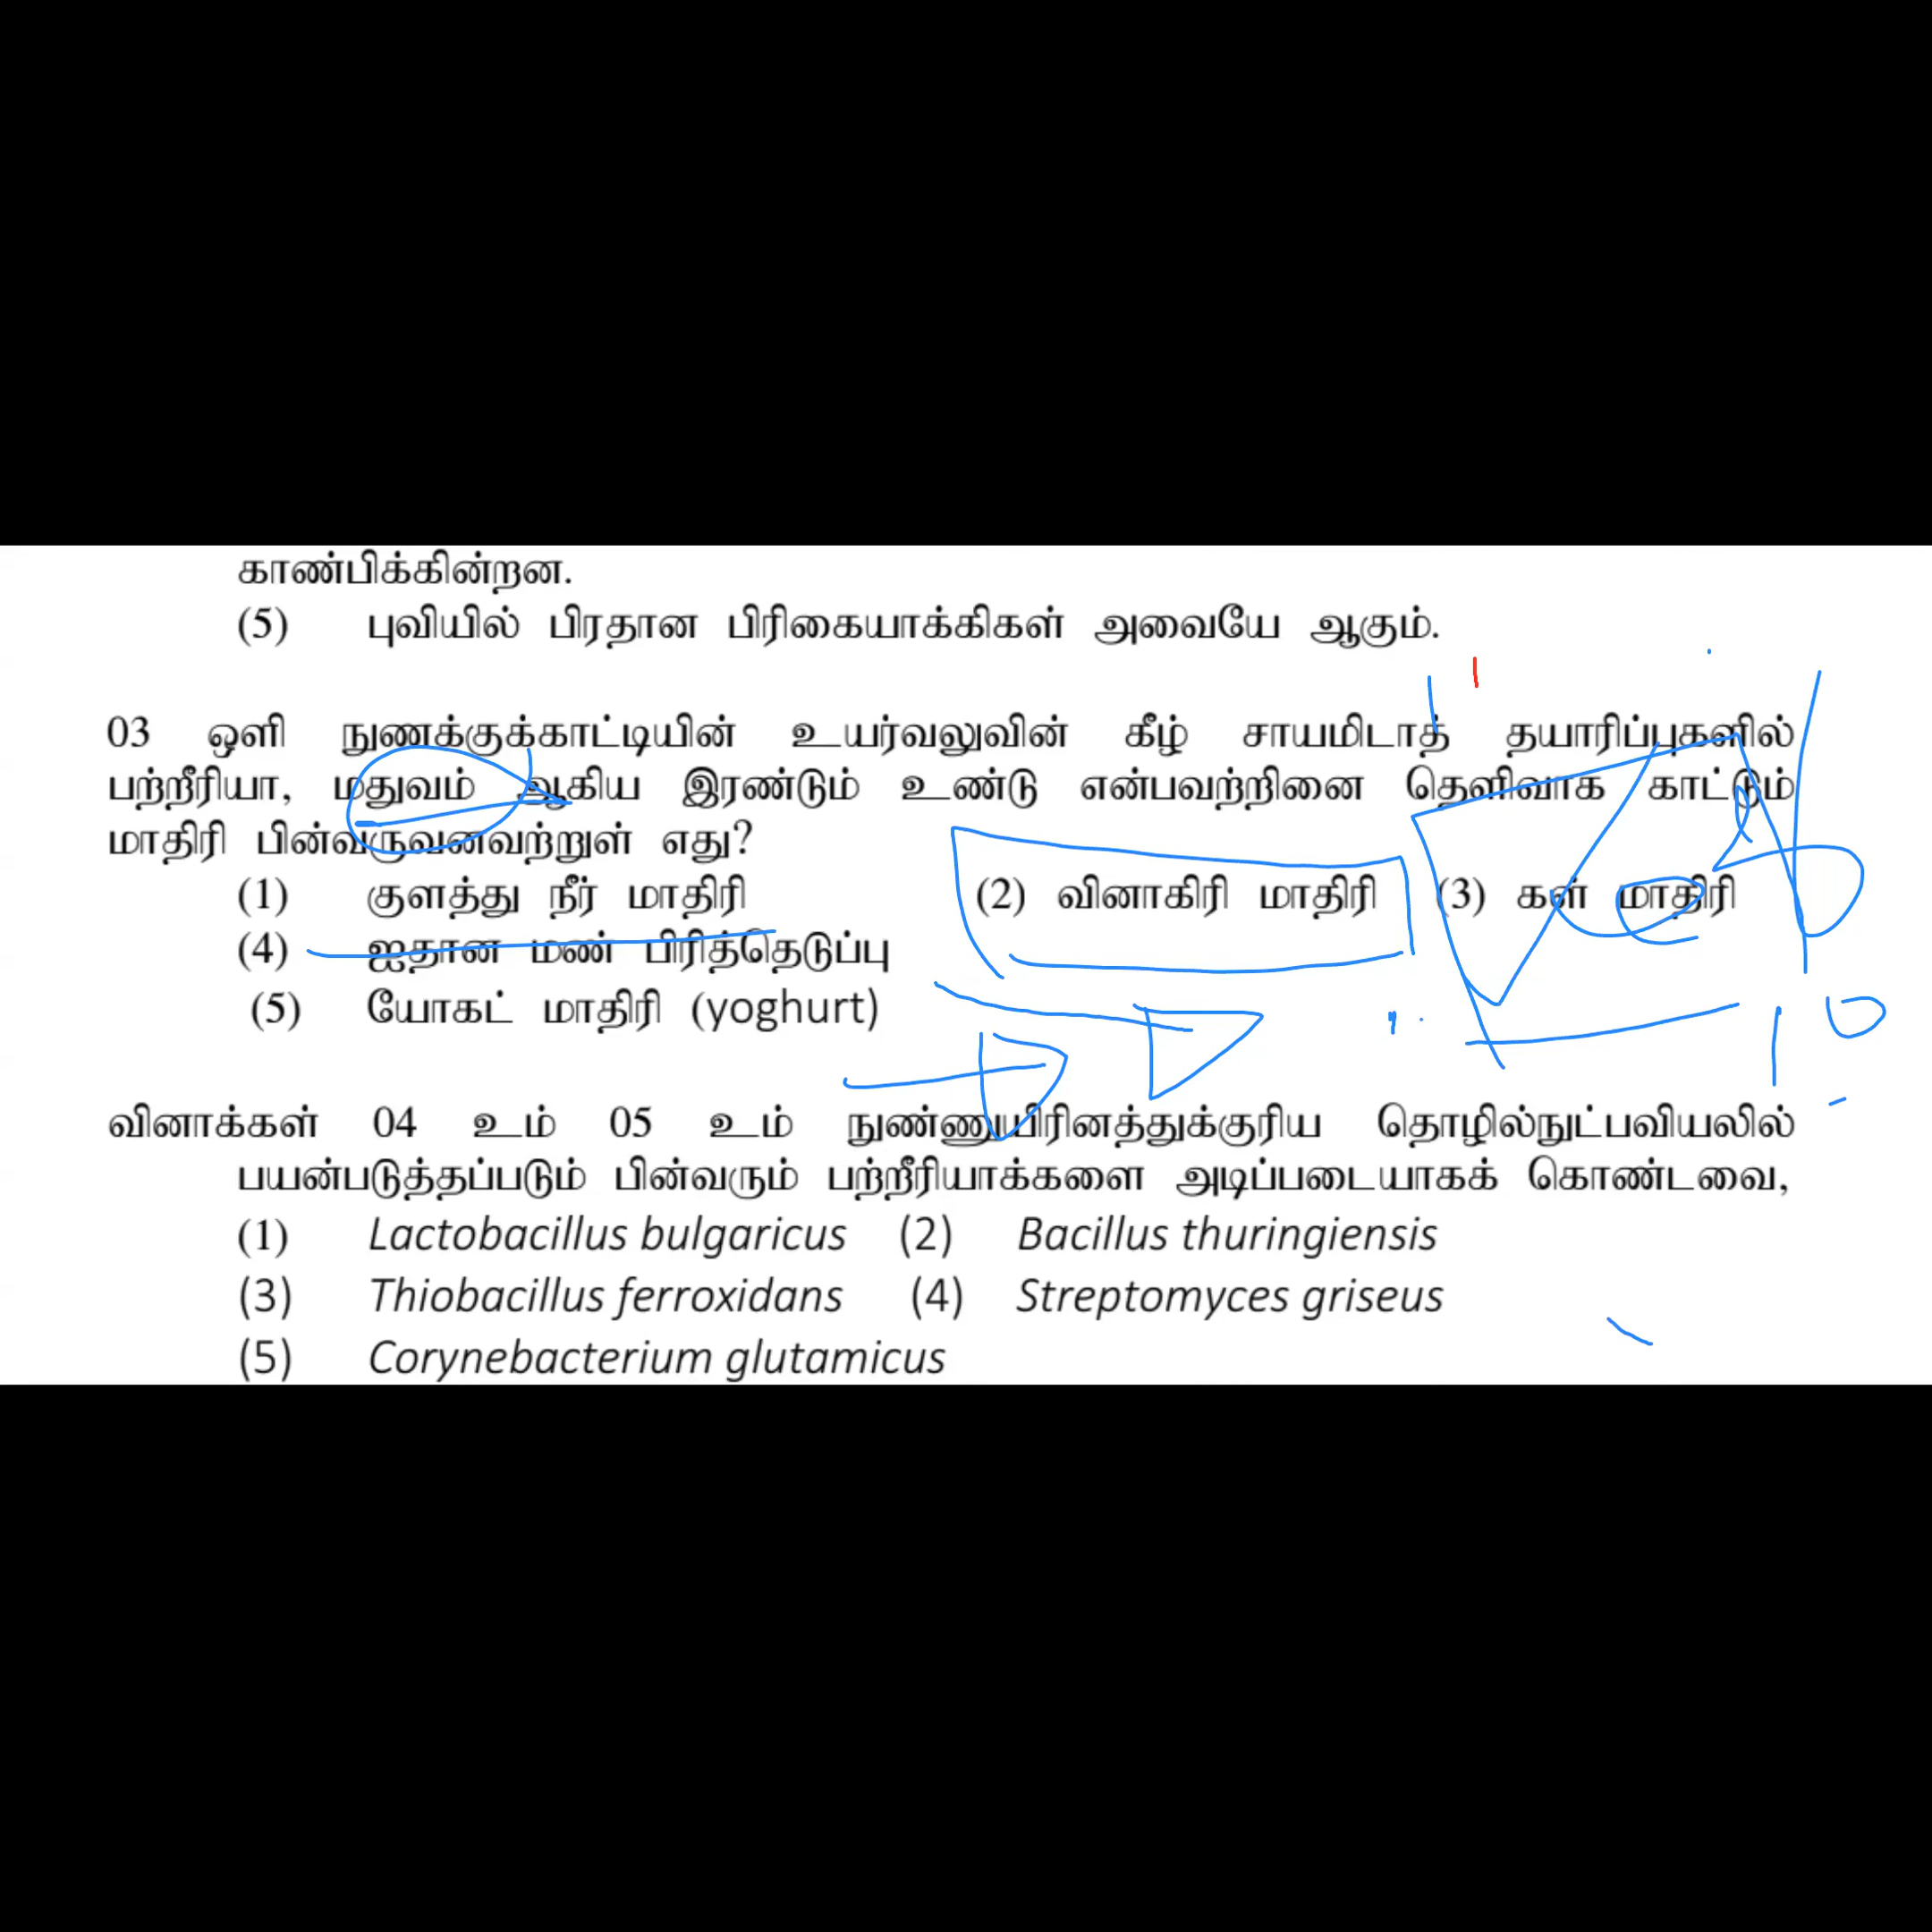 காண்பிக்கின்றன.
(5) புவியில் பிரதான பிரிகையாக்கிகள் அவையே ஆகும்.
03 ஒளி நுணக்குக்காட்டியின் உயர்வலுவின் கீழ் சாயமிடாத் தயாரிப்புகளில்
பற்றீரியா, மதுவம் ஆகிய இரண்டும் உண்டு என்பவற்றினை தெளிவாக காட்டும்
மாதிரி பின்வருவனவற்றுள் எது?
(1) குளத்து நீர் மாதிரி (2) வினாகிரி மாதிரி (3) கள் மாதிரி
(4) ஐதான மண் பிரித்தெடுப்பு
(5) யோகட் மாதிரி (yoghurt)
வினாக்கள் 04 உம் 05 உம் நுண்ணுயிரினத்துக்குரிய தொழில்நுட்பவியலில்
பயன்படுத்தப்படும் பின்வரும் பற்றீரியாக்களை அடிப்படையாகக் கொண்டவை,
(1) Lactobacillus bulgaricus (2) Bacillus thuringiensis
(3) Thiobacillus ferroxidans (4) Streptomyces griseus
(5) Corynebacterium glutamicus